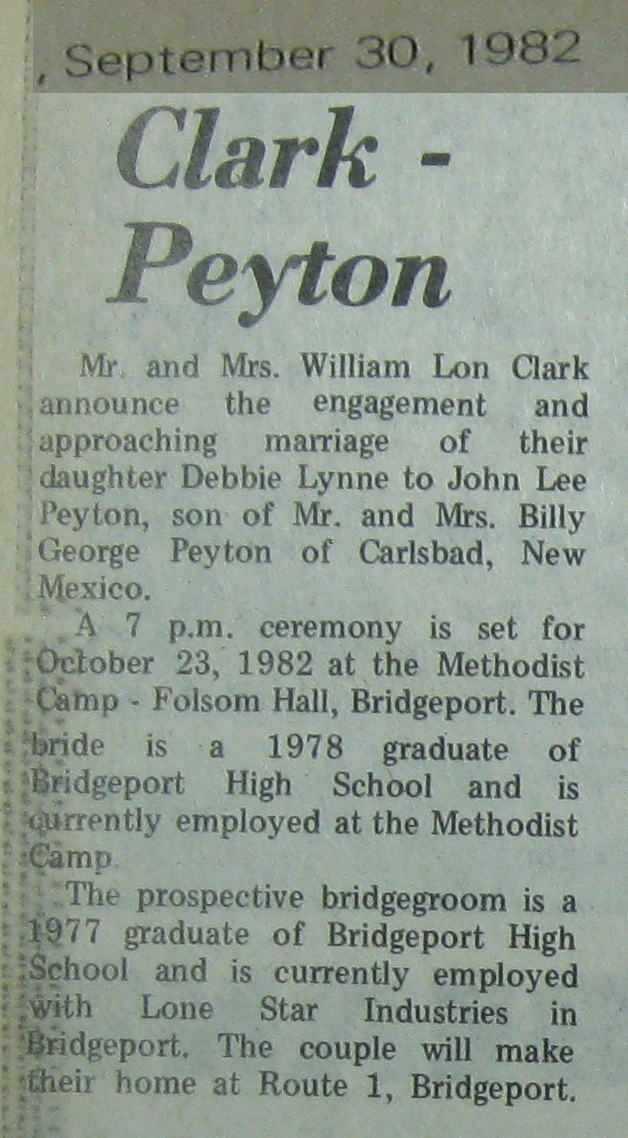 , September 30, 1982
Clark -
Peyton
Mr. and Mrs. William Lon Clark
announce the engagement and
approaching marriage of their
daughter Debbie Lynne to John Lee
Peyton, son of Mr. and Mrs. Billy
George Peyton of Carlsbad, New
Mexico.
A 7 p.m. ceremony is set for
October 23, 1982 at the Methodist
Camp - Folsom Hall, Bridgeport. The
bride is a 1978 graduate of
Bridgeport High School and is
currently employed at the Methodist
Camp.
The prospective bridgegroom is a
1977 graduate of Bridgeport High
School and is currently employed
with Lone Star Industries in
Bridgeport. The couple will make
their home at Route 1, Bridgeport.